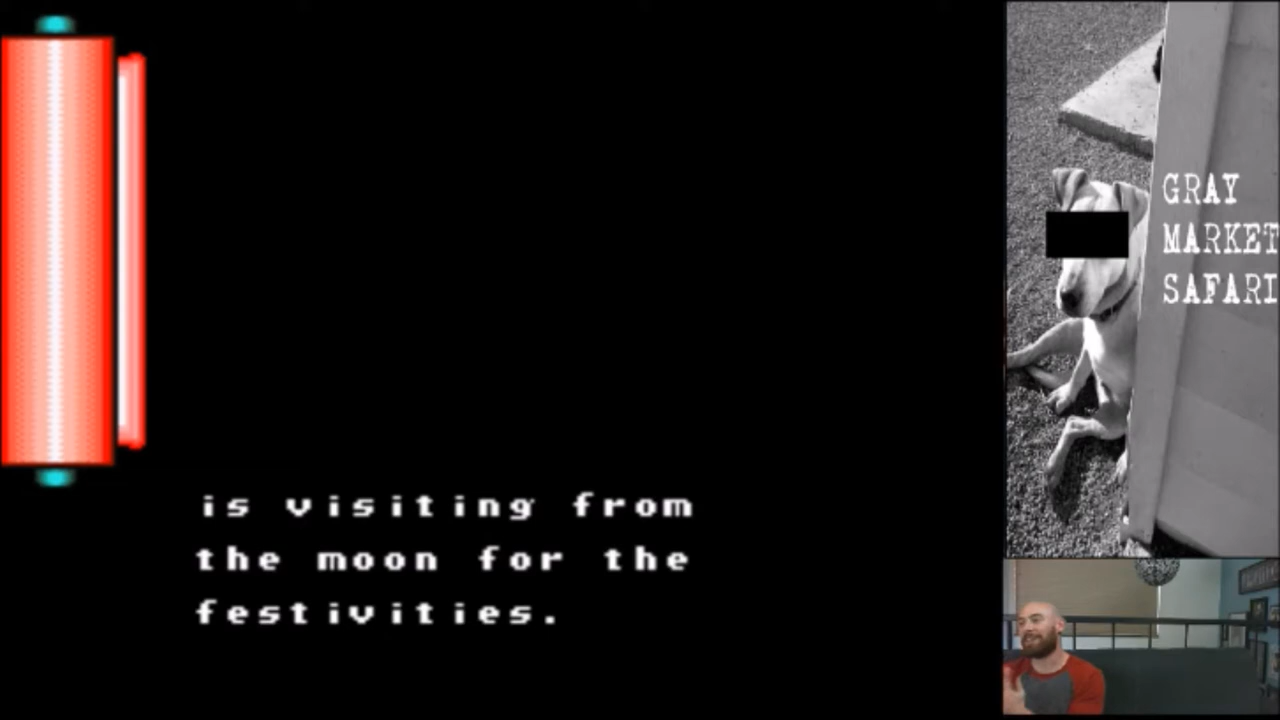 is visiting from
the moon for the
festivities.
GRAY
MARKET
SAFARI